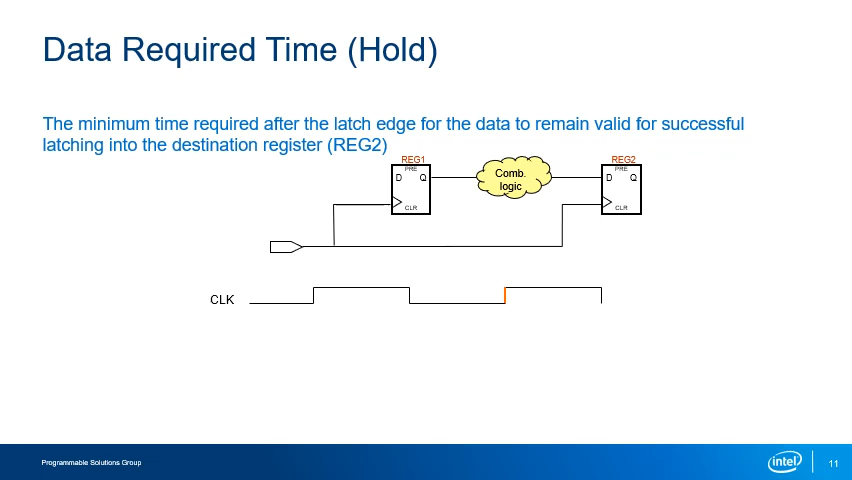 Data Required Time (Hold)
The minimum time required after the latch edge for the data to remain valid for successful
latching into the destination register (REG2)
REG1
REG2
PRE
PRE
D
Q
Comb.
logic
D
Q
CLR
CLR
CLK
Programmable Solutions Group
intel
11